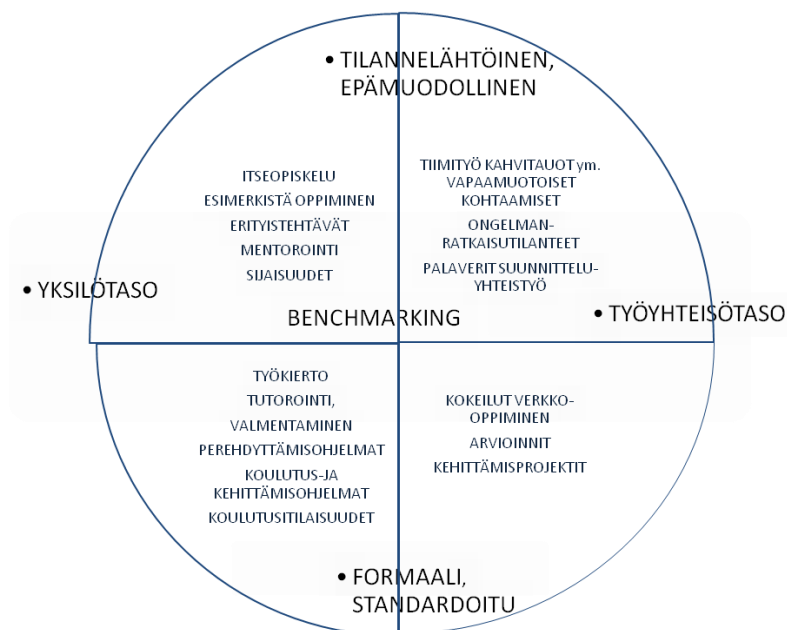 • TILANNELÄHTÖINEN,
EPÄMUODOLLINEN
ITSEOPISKELU
ESIMERKISTÄ OPPIMINEN
ERITYISTEHTÄVÄT
MENTOROINTI
SIJAISUUDET
TIIMITYÖ KAHVITAUOT ym.
VAPAAMUOTOISET
KOHTAAMISET
ONGELMAN-
RATKAISUTILANTEET
PALAVERIT SUUNNITTELU-
YHTEISTYÖ
• YKSILÖTASO
BENCHMARKING
• TYÖYHTEISÖTASO
TYÖKIERTO
TUTOROINTI,
VALMENTAMINEN
PEREHDYTTÄMISOHJELMAT
KOULUTUS-JA
KEHITTÄMISOHJELMAT
KOULUTUSITILAISUUDET
KOKEILUT VERKKO-
OPPIMINEN
ARVIOINNIT
KEHITTÄMISPROJEKTIT
• FORMAALI,
STANDARDOITU